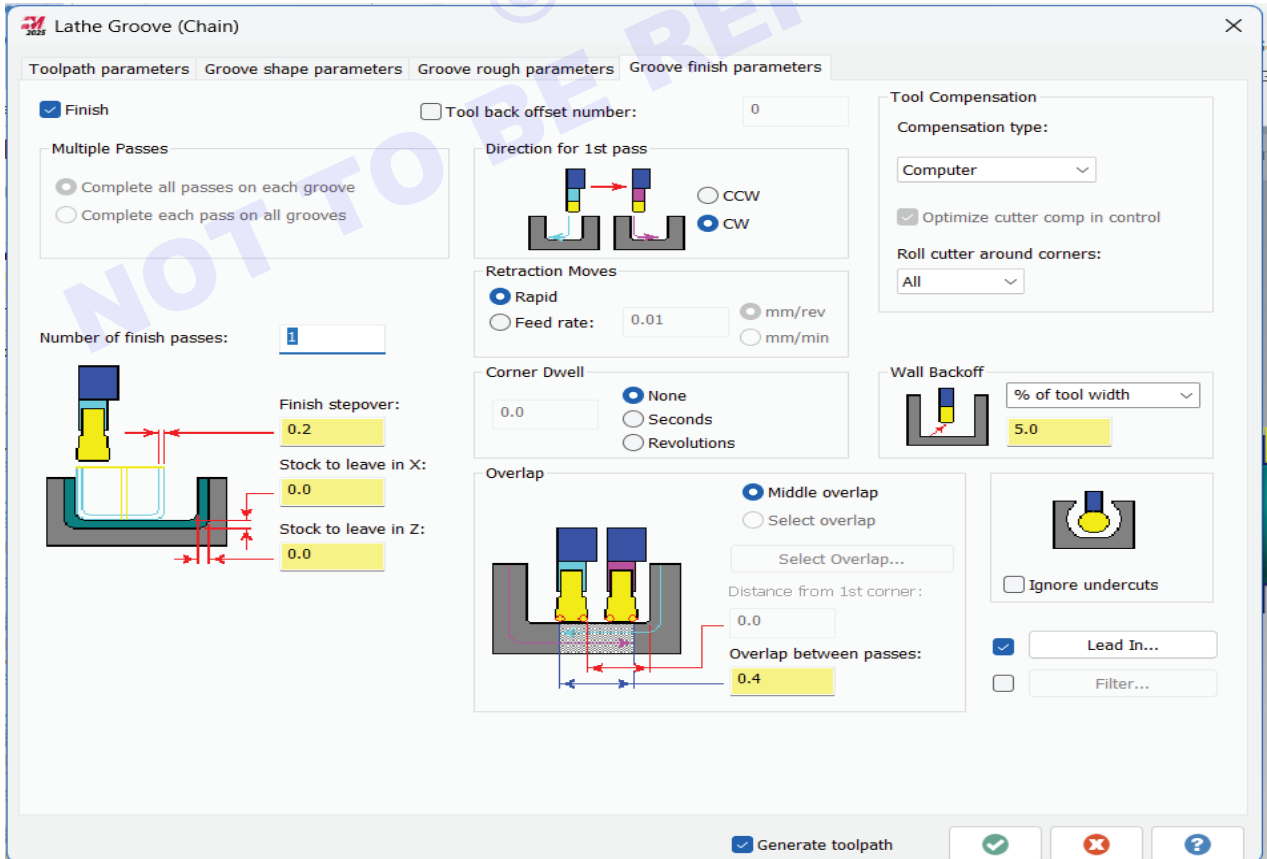 2025 Lathe Groove (Chain)
Toolpath parameters Groove shape parameters Groove rough parameters Groove finish parameters
Finish
Tool back offset number: 0
Multiple Passes
Complete all passes on each groove
Complete each pass on all grooves
Number of finish passes: 1
Finish stepover:
0.2
Stock to leave in X:
0.0
Stock to leave in Z:
0.0
Direction for 1st pass
CCW
CW
Retraction Moves
Rapid
Feed rate: 0.01
mm/rev
mm/min
Corner Dwell
0.0
None
Seconds
Revolutions
Overlap
Middle overlap
Select overlap
Select Overlap...
Distance from 1st corner:
0.0
Overlap between passes:
0.4
Tool Compensation
Compensation type:
Computer
Optimize cutter comp in control
Roll cutter around corners:
All
Wall Backoff
% of tool width
5.0
Ignore undercuts
Lead In...
Filter...
Generate toolpath
?
NOT TO BE